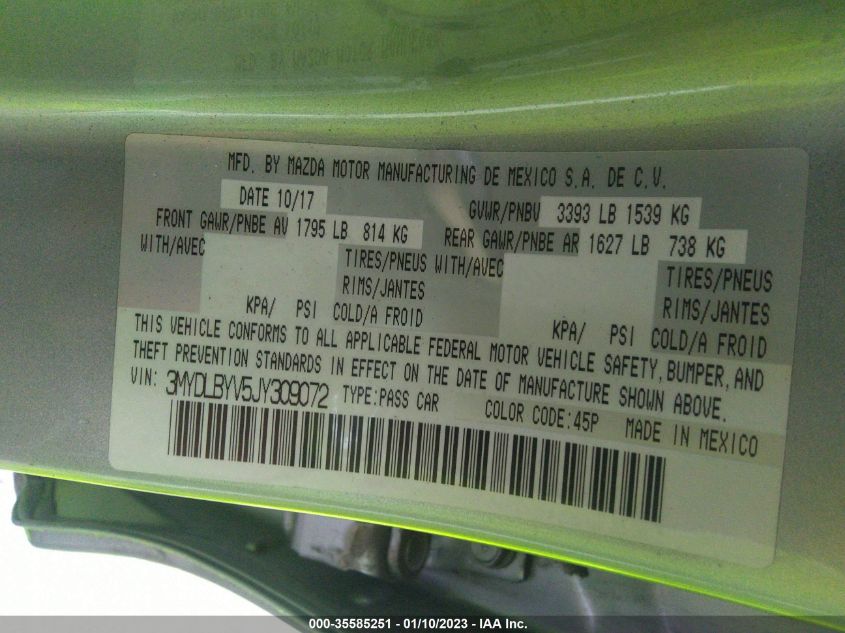 MFD. BY MAZDA MOTOR MANUFACTURING DE MEXICO S.A. DE C.V.
DATE 10/17 GVWR/PNBV 3393 LB 1539 KG
FRONT GAWR/PNBE AV 1795 LB 814 KG REAR GAWR/PNBE AR 1627 LB 738 KG
WITH/AVEC TIRES/PNEUS WITH/AVEC TIRES/PNEUS
RIMS/JANTES RIMS/JANTES
KPA/ PSI COLD/A FROID KPA/ PSI COLD/A FROID
THIS VEHICLE CONFORMS TO ALL APPLICABLE FEDERAL MOTOR VEHICLE SAFETY, BUMPER, AND
THEFT PREVENTION STANDARDS IN EFFECT ON THE DATE OF MANUFACTURE SHOWN ABOVE.
VIN: 3MYDLBYV5JY309072 TYPE:PASS CAR COLOR CODE:45P MADE IN MEXICO
000-35585251 - 01/10/2023 - IAA Inc.